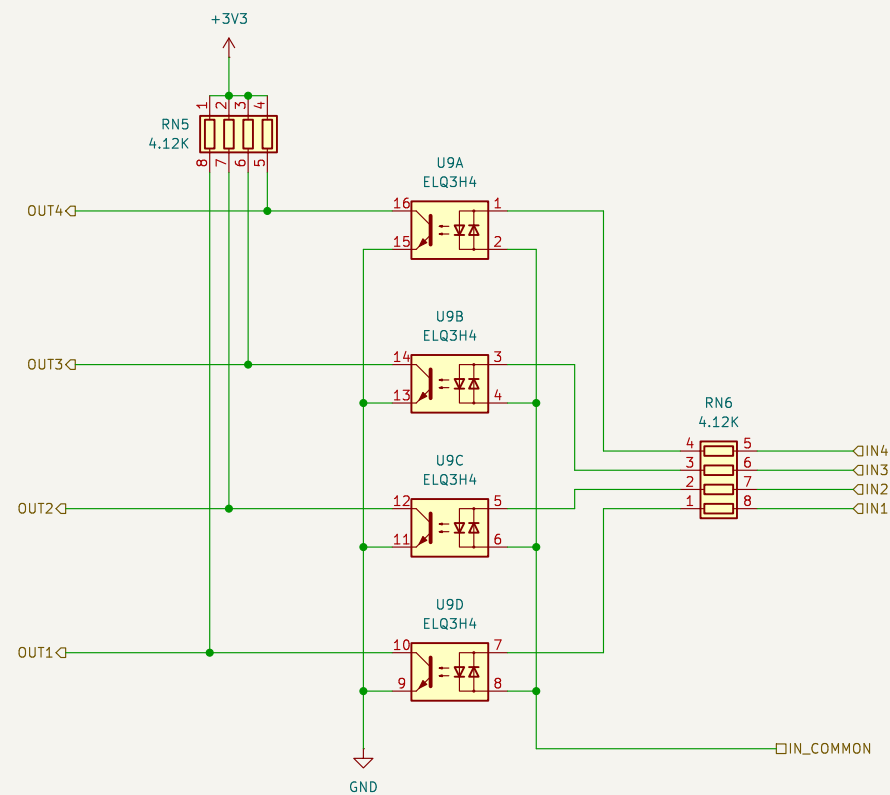 +3V3
1 2 3 4
RN5
4.12K
8 7 6 5
U9A
ELQ3H4
OUT4
16 1
15 2
U9B
ELQ3H4
OUT3
14 3
13 4
RN6
4.12K
4 5 IN4
3 6 IN3
2 7 IN2
1 8 IN1
U9C
ELQ3H4
OUT2
12 5
11 6
U9D
ELQ3H4
OUT1
10 7
9 8
IN_COMMON
GND